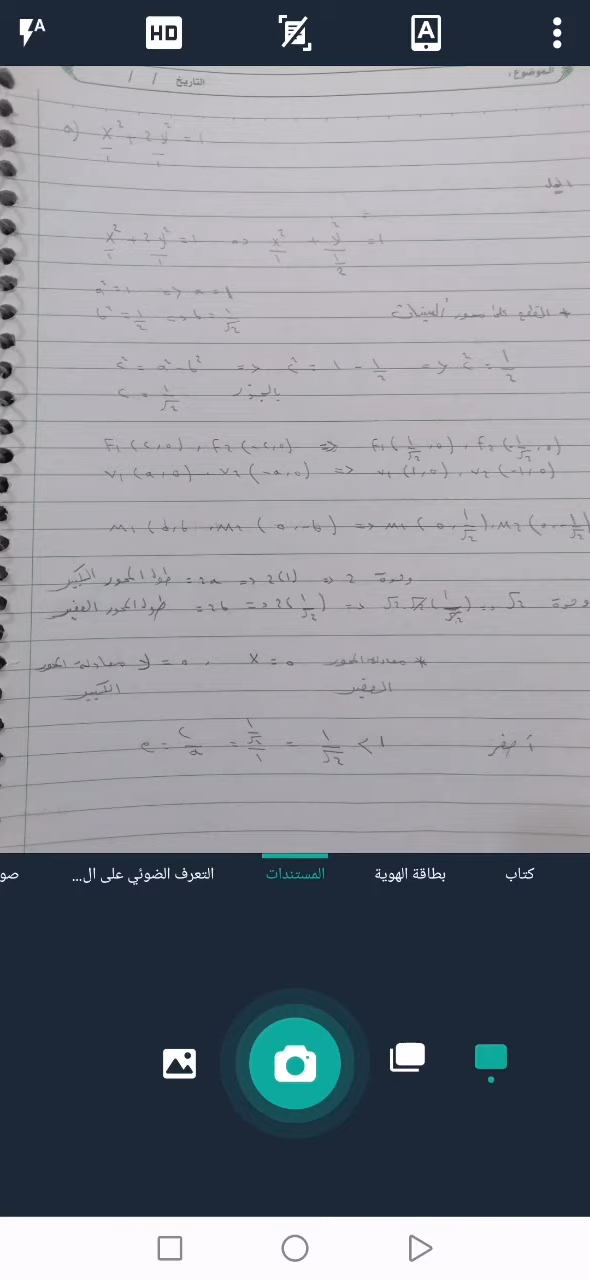 A
HD
A
الموضوع:
التاريخ / /
a) x²/1 + 2y²/1 = 1
الحل
x²/1 + 2y²/1 = 1 => x²/1 + y²/(1/2) = 1
a² = 1 => a = 1
b² = 1/2 => b = 1/√2
* القطع على محور السينات
c² = a² - b² => c² = 1 - 1/2 => c² = 1/2
c = 1/√2 بالجذر
F1 (c,0), F2 (-c,0) => F1(1/√2,0), F2(-1/√2,0)
V1 (a,0), V2 (-a,0) => V1(1,0), V2(-1,0)
M1 (0,b), M2 (0,-b) => M1(0,1/√2), M2(0,-1/√2)
طول المحور الكبير = 2a => 2(1) => 2 وحدة
طول المحور الصغير = 2b => 2(1/√2) => √2.√2(1/√2) => √2 وحدة
* معادلة المحور الصغير x = 0, y = 0 معادلة المحور الكبير
e = c/a = (1/√2)/1 = 1/√2 < 1 أصغر
كتاب
بطاقة الهوية
المستندات
التعرف الضوئي على ال...
صو